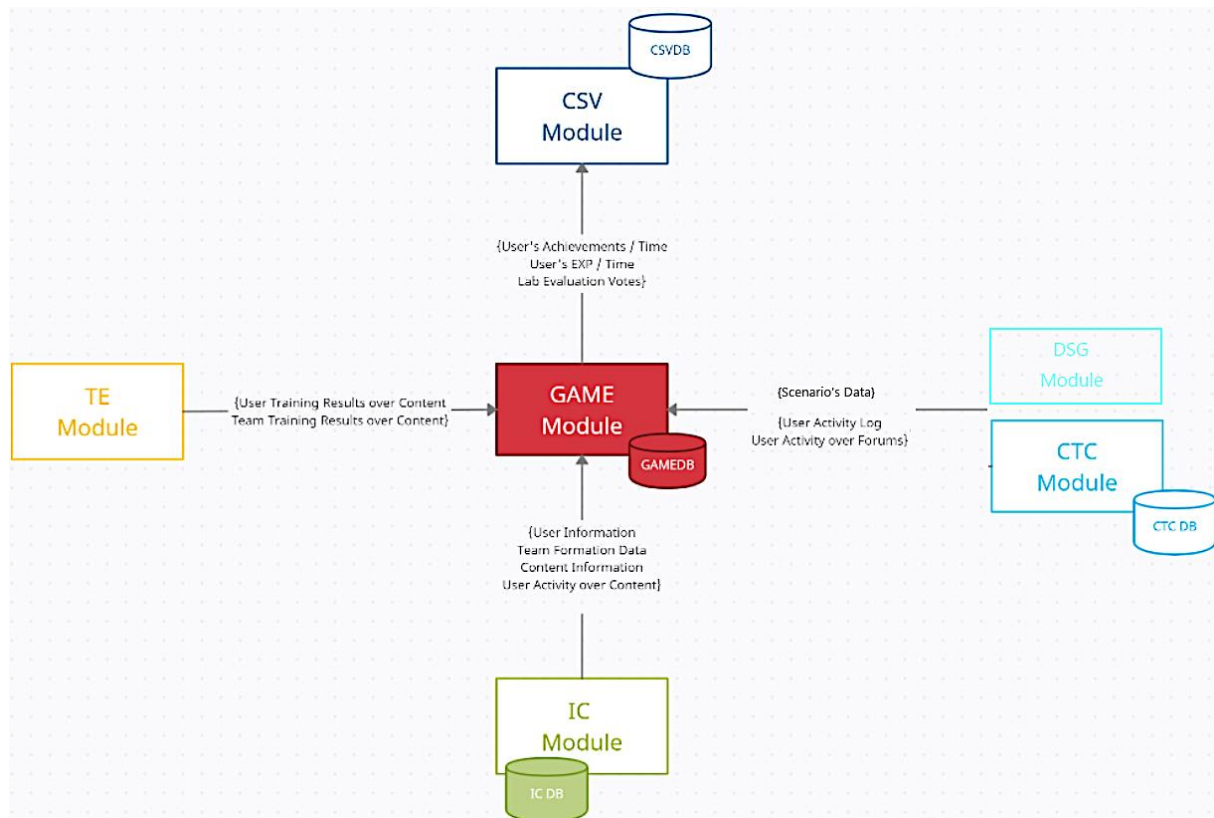 CSVDB
CSV
Module
{User's Achievements / Time
User's EXP / Time
Lab Evaluation Votes}
TE
Module
{User Training Results over Content
Team Training Results over Content}
GAME
Module
GAMEDB
{Scenario's Data}
{User Activity Log
User Activity over Forums}
DSG
Module
CTC
Module
CTC DB
{User Information
Team Formation Data
Content Information
User Activity over Content}
IC
Module
IC DB